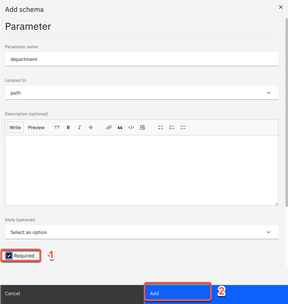 Add schema
Parameter
Parameter name
department
Located In
path
Description (optional)
Write Preview TT B I S
Style (optional)
Select an option
Required 1
Cancel Add 2